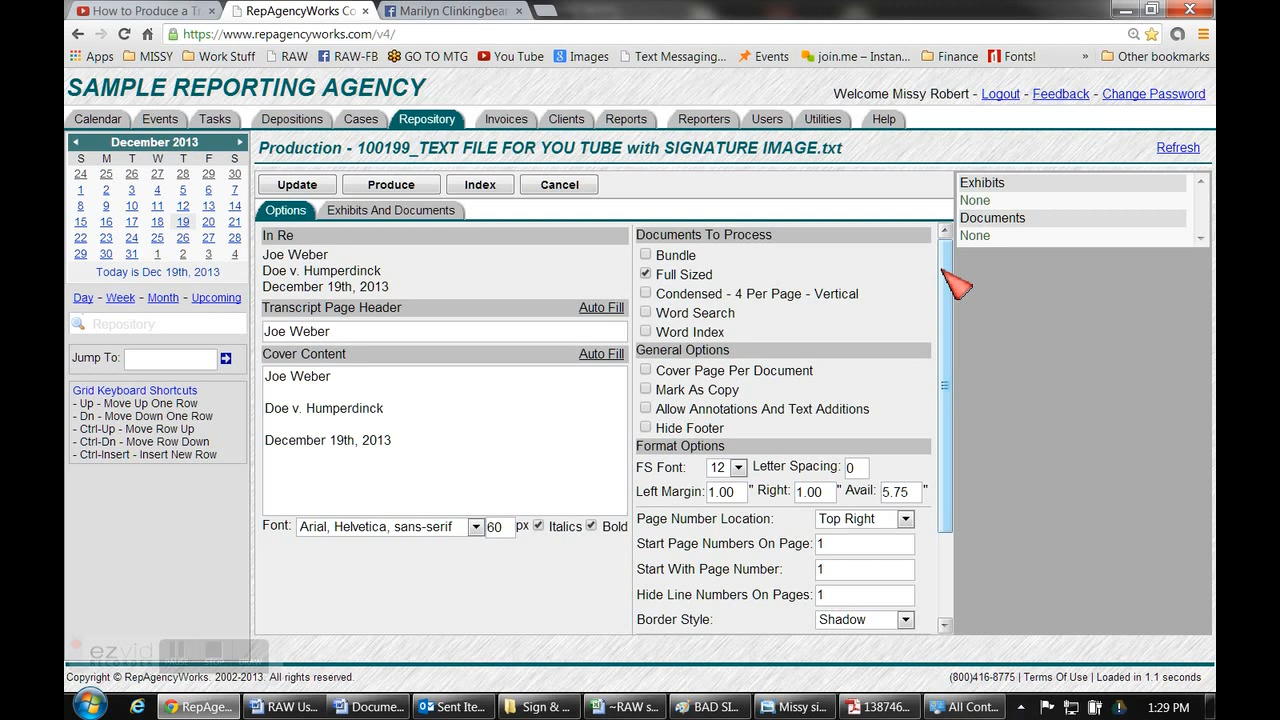 How to Produce a Tr × RepAgencyWorks Co × Marilyn Clinkingbear ×
https://www.repagencyworks.com/v4/
Apps MISSY Work Stuff RAW RAW-FB GO TO MTG You Tube Images Text Messaging... Events join.me – Instan... Finance Fonts! » Other bookmarks
SAMPLE REPORTING AGENCY
Welcome Missy Robert - Logout - Feedback - Change Password
Calendar Events Tasks Depositions Cases Repository Invoices Clients Reports Reporters Users Utilities Help
December 2013
S M T W T F S
24 25 26 27 28 29 30
1 2 3 4 5 6 7
8 9 10 11 12 13 14
15 16 17 18 19 20 21
22 23 24 25 26 27 28
29 30 31 1 2 3 4
Today is Dec 19th, 2013
Day - Week - Month - Upcoming
Repository
Jump To:
Grid Keyboard Shortcuts
- Up - Move Up One Row
- Dn - Move Down One Row
- Ctrl-Up - Move Row Up
- Ctrl-Dn - Move Row Down
- Ctrl-Insert - Insert New Row
Production - 100199_TEXT FILE FOR YOU TUBE with SIGNATURE IMAGE.txt
Refresh
Update Produce Index Cancel
Options Exhibits And Documents
In Re
Joe Weber
Doe v. Humperdinck
December 19th, 2013
Transcript Page Header Auto Fill
Joe Weber
Cover Content Auto Fill
Joe Weber
Doe v. Humperdinck
December 19th, 2013
Font: Arial, Helvetica, sans-serif 60 px Italics Bold
Documents To Process
Bundle
Full Sized
Condensed - 4 Per Page - Vertical
Word Search
Word Index
General Options
Cover Page Per Document
Mark As Copy
Allow Annotations And Text Additions
Hide Footer
Format Options
FS Font: 12 Letter Spacing: 0
Left Margin: 1.00 " Right: 1.00 " Avail: 5.75 "
Page Number Location: Top Right
Start Page Numbers On Page: 1
Start With Page Number: 1
Hide Line Numbers On Pages: 1
Border Style: Shadow
Exhibits
None
Documents
None
ezvid
RECORDER PAUSE STOP DRAW
Copyright © RepAgencyWorks. 2002-2013. All rights reserved.
(800)416-8775 | Terms Of Use | Loaded in 1.1 seconds
RepAge... RAW Us... Docume... Sent Ite... Sign & ... ~RAW s... BAD SI... Missy si... 138746... All Cont... 1:29 PM